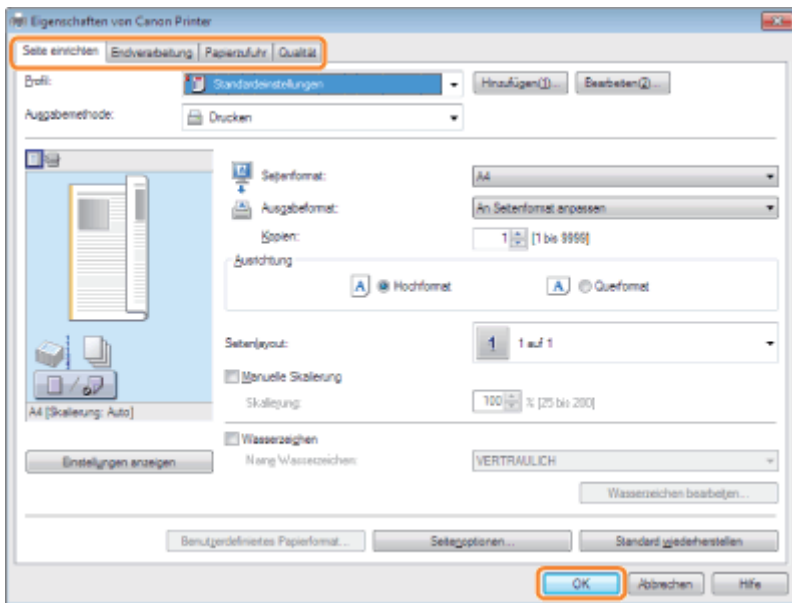 Eigenschaften von Canon Printer
Seite einrichten Endverarbeitung Papierzufuhr Qualität
Profil: Standardeinstellungen Hinzufügen(1)... Bearbeiten(2)...
Ausgabemethode: Drucken
Seitenformat: A4
Ausgabeformat: An Seitenformat anpassen
Kopien: 1 [1 bis 9999]
Ausrichtung
A Hochformat A Querformat
Seitenlayout: 1 1 auf 1
Manuelle Skalierung
Skalierung: 100 % [25 bis 200]
A4 [Skalierung: Auto]
Wasserzeichen
Einstellungen anzeigen Name Wasserzeichen: VERTRAULICH
Wasserzeichen bearbeiten...
Benutzerdefiniertes Papierformat... Seitenoptionen... Standard wiederherstellen
OK Abbrechen Hilfe